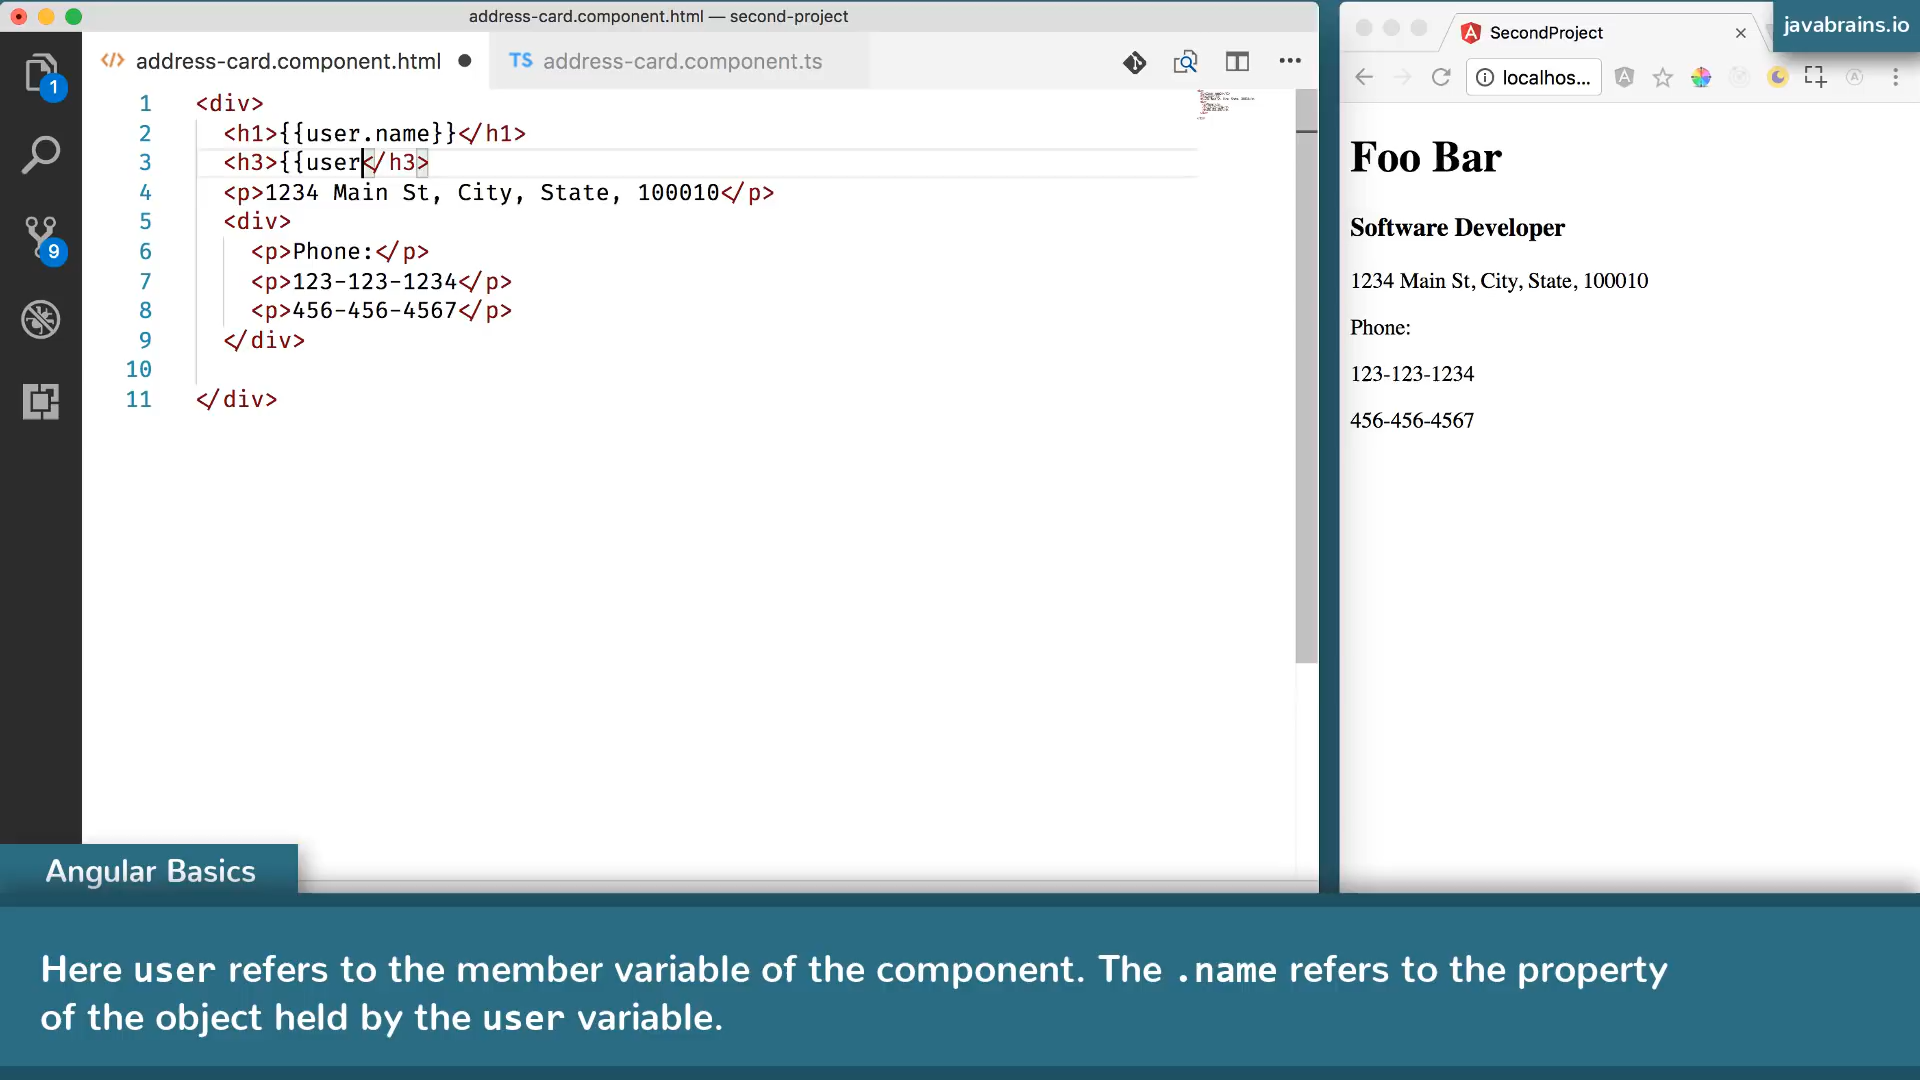 address-card.component.html — second-project
</> address-card.component.html
TS address-card.component.ts
1 <div>
2 <h1>{{user.name}}</h1>
3 <h3>{{user</h3>
4 <p>1234 Main St, City, State, 100010</p>
5 <div>
6 <p>Phone:</p>
7 <p>123-123-1234</p>
8 <p>456-456-4567</p>
9 </div>
10
11 </div>
1
9
SecondProject
javabrains.io
localhos...
Foo Bar
Software Developer
1234 Main St, City, State, 100010
Phone:
123-123-1234
456-456-4567
Angular Basics
Here user refers to the member variable of the component. The .name refers to the property
of the object held by the user variable.